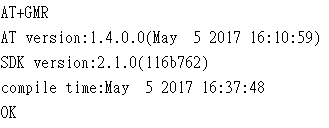 AT+GMR
AT version:1.4.0.0(May  5 2017 16:10:59)
SDK version:2.1.0(116b762)
compile time:May  5 2017 16:37:48
OK